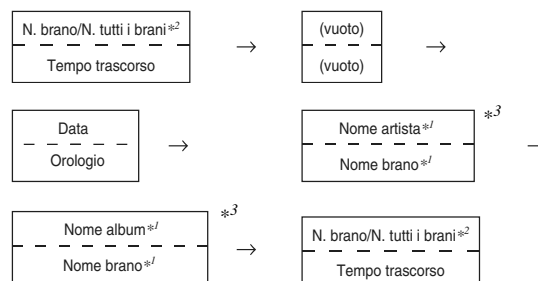 N. brano/N. tutti i brani*2
Tempo trascorso
→
(vuoto)
(vuoto)
→
Data
Orologio
→
Nome artista*1
Nome brano*1
*3
Nome album*1
Nome brano*1
*3
→
N. brano/N. tutti i brani*2
Tempo trascorso